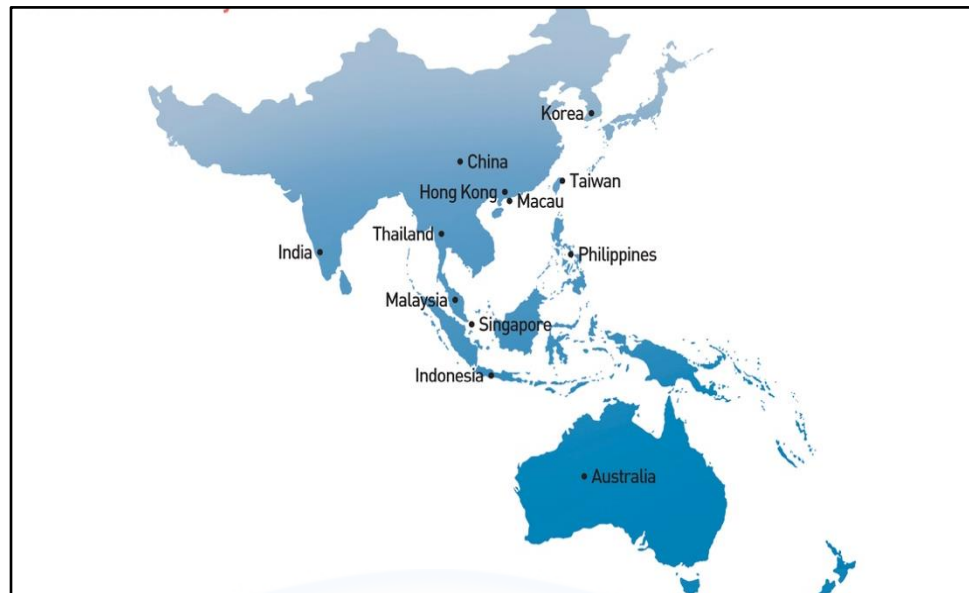 Korea
China
Taiwan
Hong Kong
Macau
Thailand
India
Philippines
Malaysia
Singapore
Indonesia
Australia